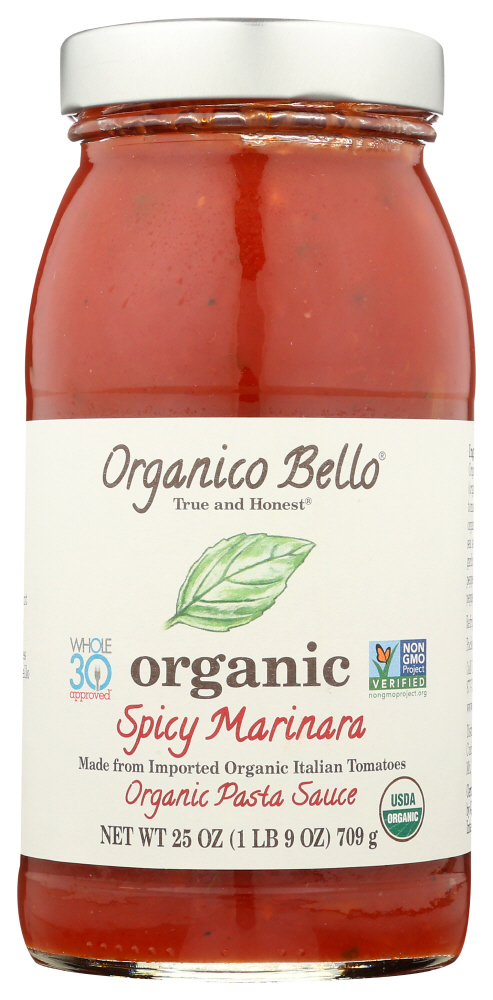 Organico Bello®
True and Honest®
WHOLE
30
approved®
organic
NON
GMO
Project
VERIFIED
nongmoproject.org
Spicy Marinara
Made from Imported Organic Italian Tomatoes
Organic Pasta Sauce
USDA
ORGANIC
NET WT 25 OZ (1 LB 9 OZ) 709 g